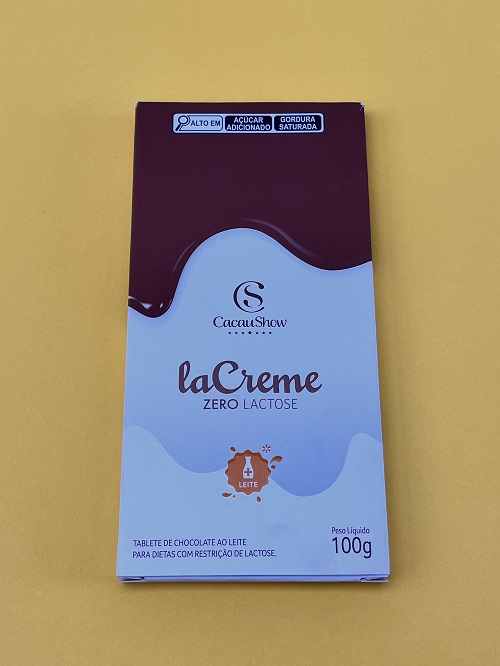 ALTO EM AÇÚCAR ADICIONADO GORDURA SATURADA
CS
CacauShow
laCreme
ZERO LACTOSE
LEITE
TABLETE DE CHOCOLATE AO LEITE
PARA DIETAS COM RESTRIÇÃO DE LACTOSE.
Peso Líquido
100g